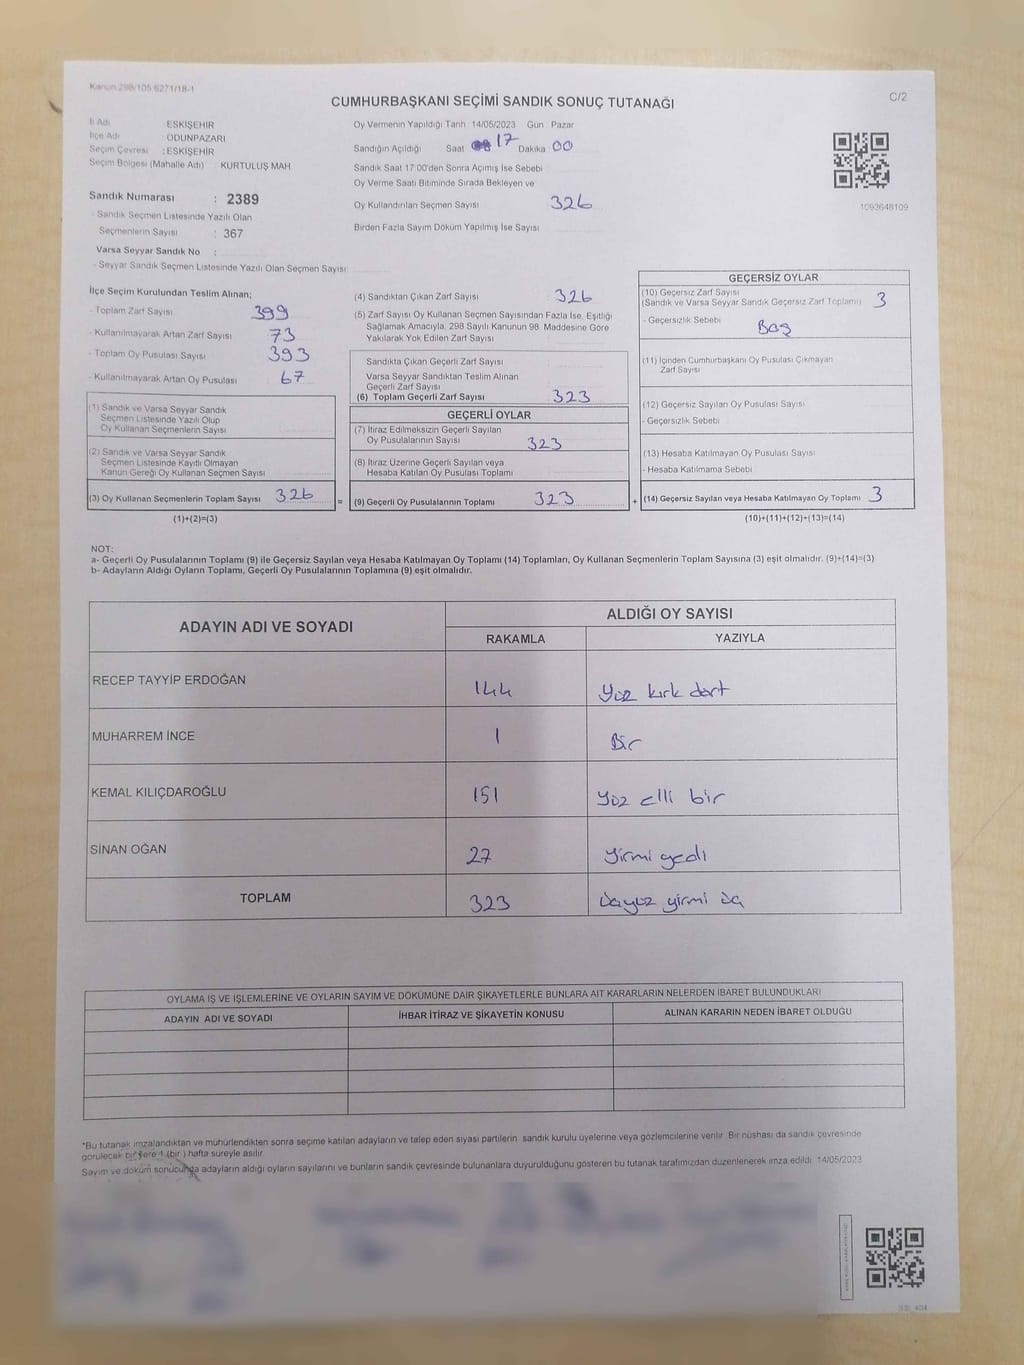 Kanun 298/105 6271/18-1
C/2
CUMHURBAŞKANI SEÇİMİ SANDIK SONUÇ TUTANAĞI
İl Adı ESKİŞEHİR
İlçe Adı : ODUNPAZARI
Seçim Çevresi : ESKİŞEHİR
Seçim Bölgesi (Mahalle Adı) KURTULUŞ MAH.
Sandık Numarası : 2389
- Sandık Seçmen Listesinde Yazılı Olan
Seçmenlerin Sayısı : 367
Varsa Seyyar Sandık No :
- Seyyar Sandık Seçmen Listesinde Yazılı Olan Seçmen Sayısı
Oy Vermenin Yapıldığı Tarih 14/05/2023 Gün Pazar
Sandığın Açıldığı Saat 17 Dakika 00
Sandık Saat 17:00'den Sonra Açımış İse Sebebi
Oy Verme Saati Bitiminde Sırada Bekleyen ve
Oy Kullandırılan Seçmen Sayısı 326
Birden Fazla Sayım Döküm Yapılmış İse Sayısı
1093648109
İlçe Seçim Kurulundan Teslim Alınan;
- Toplam Zarf Sayısı 399
- Kullanılmayarak Artan Zarf Sayısı 73
- Toplam Oy Pusulası Sayısı 393
- Kullanılmayarak Artan Oy Pusulası 67
(1) Sandık ve Varsa Seyyar Sandık
Seçmen Listesinde Yazılı Olup
Oy Kullanan Seçmenlerin Sayısı
(2) Sandık ve Varsa Seyyar Sandık
Seçmen Listesinde Kayıtlı Olmayan
Kanun Gereği Oy Kullanan Seçmen Sayısı
(3) Oy Kullanan Seçmenlerin Toplam Sayısı 326
(1)+(2)=(3)
=
(4) Sandıktan Çıkan Zarf Sayısı 326
(5) Zarf Sayısı Oy Kullanan Seçmen Sayısından Fazla İse, Eşitliği
Sağlamak Amacıyla, 298 Sayılı Kanunun 98. Maddesine Göre
Yakılarak Yok Edilen Zarf Sayısı
Sandıkta Çıkan Geçerli Zarf Sayısı
Varsa Seyyar Sandıktan Teslim Alınan
Geçerli Zarf Sayısı
(6) Toplam Geçerli Zarf Sayısı 323
GEÇERLİ OYLAR
(7) İtiraz Edilmeksizin Geçerli Sayılan
Oy Pusulalarının Sayısı 323
(8) İtiraz Üzerine Geçerli Sayılan veya
Hesaba Katılan Oy Pusulası Toplamı
(9) Geçerli Oy Pusulalarının Toplamı 323
+
GEÇERSİZ OYLAR
(10) Geçersiz Zarf Sayısı
(Sandık ve Varsa Seyyar Sandık Geçersiz Zarf Toplamı) 3
- Geçersizlik Sebebi Boş
(11) İçinden Cumhurbaşkanı Oy Pusulası Çıkmayan
Zarf Sayısı
(12) Geçersiz Sayılan Oy Pusulası Sayısı
- Geçersizlik Sebebi
(13) Hesaba Katılmayan Oy Pusulası Sayısı
- Hesaba Katılmama Sebebi
(14) Geçersiz Sayılan veya Hesaba Katılmayan Oy Toplamı 3
(10)+(11)+(12)+(13)=(14)
NOT:
a- Geçerli Oy Pusulalarının Toplamı (9) ile Geçersiz Sayılan veya Hesaba Katılmayan Oy Toplamı (14) Toplamları, Oy Kullanan Seçmenlerin Toplam Sayısına (3) eşit olmalıdır. (9)+(14)=(3)
b- Adayların Aldığı Oyların Toplamı, Geçerli Oy Pusulalarının Toplamına (9) eşit olmalıdır.
ADAYIN ADI VE SOYADI ALDIĞI OY SAYISI
RAKAMLA YAZIYLA
RECEP TAYYİP ERDOĞAN 144 Yüz kırk dört
MUHARREM İNCE 1 Bir
KEMAL KILIÇDAROĞLU 151 Yüz elli bir
SİNAN OĞAN 27 Yirmi yedi
TOPLAM 323 üçyüz yirmi üç
OYLAMA İŞ VE İŞLEMLERİNE VE OYLARIN SAYIM VE DÖKÜMÜNE DAİR ŞİKAYETLERLE BUNLARA AİT KARARLARIN NELERDEN İBARET BULUNDUKLARI
ADAYIN ADI VE SOYADI İHBAR İTİRAZ VE ŞİKAYETİN KONUSU ALINAN KARARIN NEDEN İBARET OLDUĞU
*Bu tutanak imzalandıktan ve mühürlendikten sonra seçime katılan adayların ve talep eden siyasi partilerin sandık kurulu üyelerine veya gözlemcilerine verilir. Bir nüshası da sandık çevresinde
görülecek bir yere 1 (bir) hafta süreyle asılır.
Sayım ve döküm sonucunda adayların aldığı oyların sayılarını ve bunların sandık çevresinde bulunanlara duyurulduğunu gösteren bu tutanak tarafımızdan düzenlenerek imza edildi. 14/05/2023